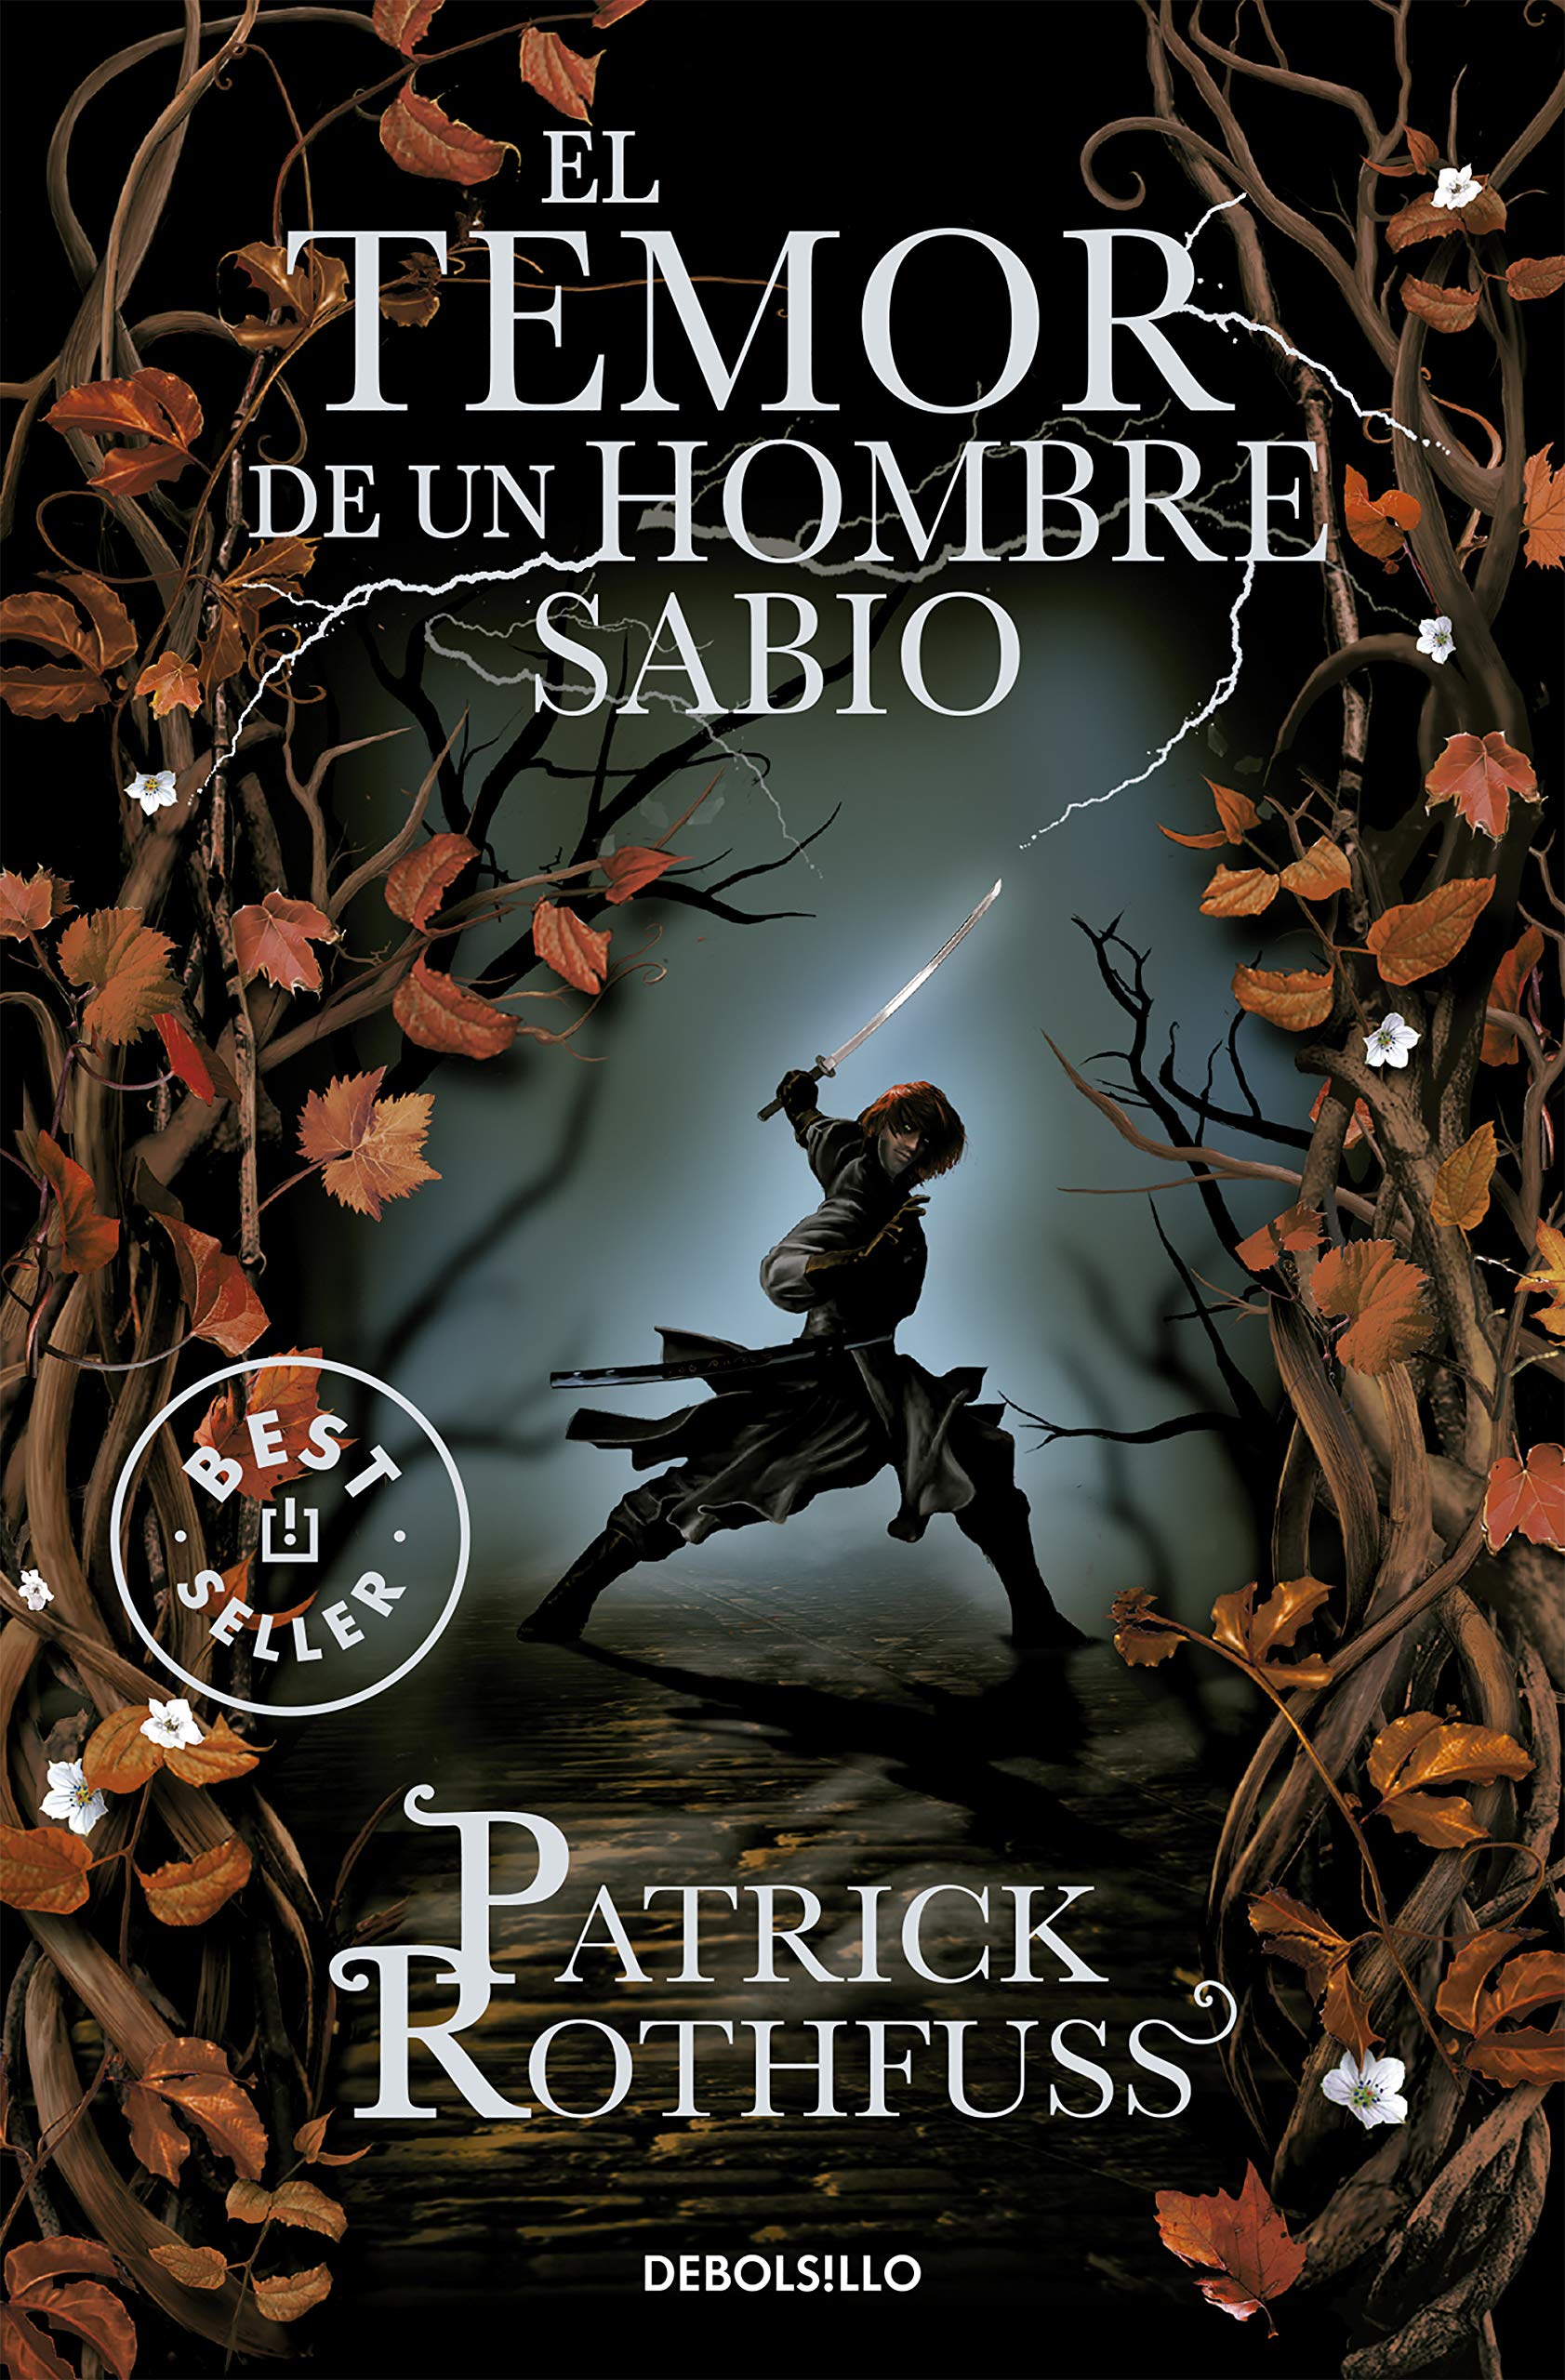 EL
TEMOR
DE UN HOMBRE
SABIO
BEST
SELLER
PATRICK
ROTHFUSS
DEBOLS!LLO